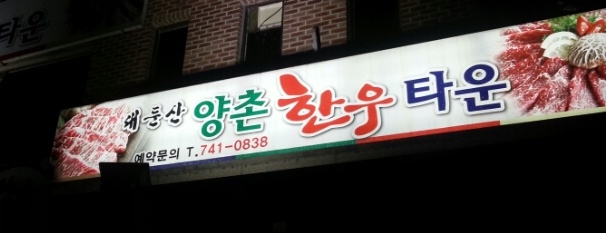 타운
대둔산 양촌 한우 타운
예약문의 T.741-0838